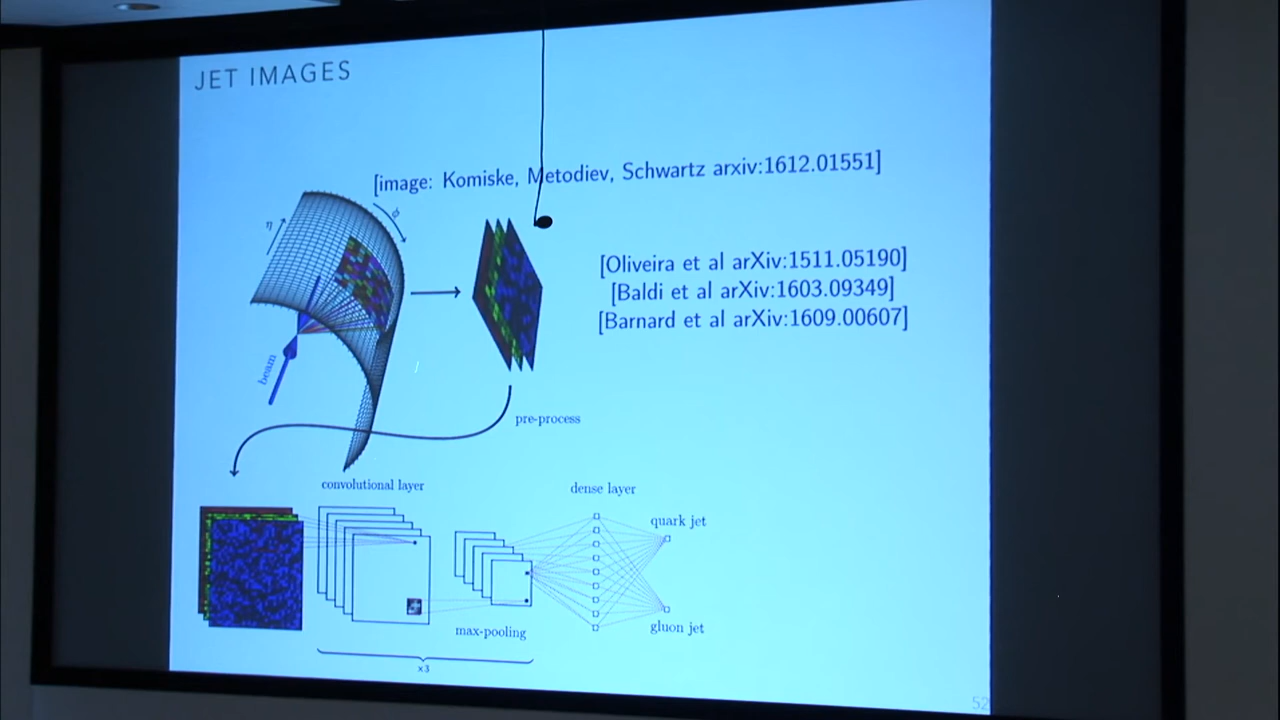 JET IMAGES
[image: Komiske, Metodiev, Schwartz arxiv:1612.01551]
η
ϕ
[Oliveira et al arXiv:1511.05190]
[Baldi et al arXiv:1603.09349]
[Barnard et al arXiv:1609.00607]
beam
pre-process
convolutional layer
dense layer
quark jet
gluon jet
max-pooling
×3
52